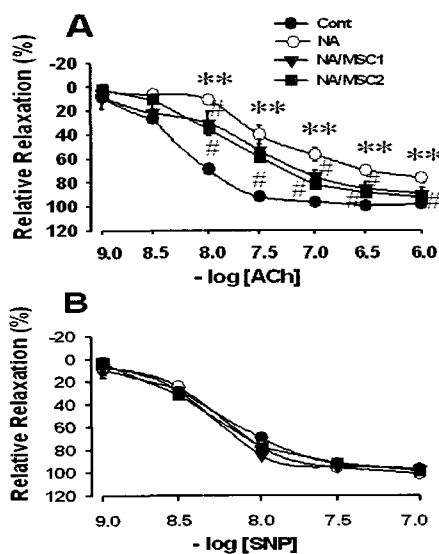 A
Cont
NA
NA/MSC1
NA/MSC2
Relative Relaxation (%)
-20
0
20
40
60
80
100
120
** ** ** ** **
# # # # # # # #
9.0 8.5 8.0 7.5 7.0 6.5 6.0
- log [ACh]
B
Relative Relaxation (%)
-20
0
20
40
60
80
100
120
9.0 8.5 8.0 7.5 7.0
- log [SNP]